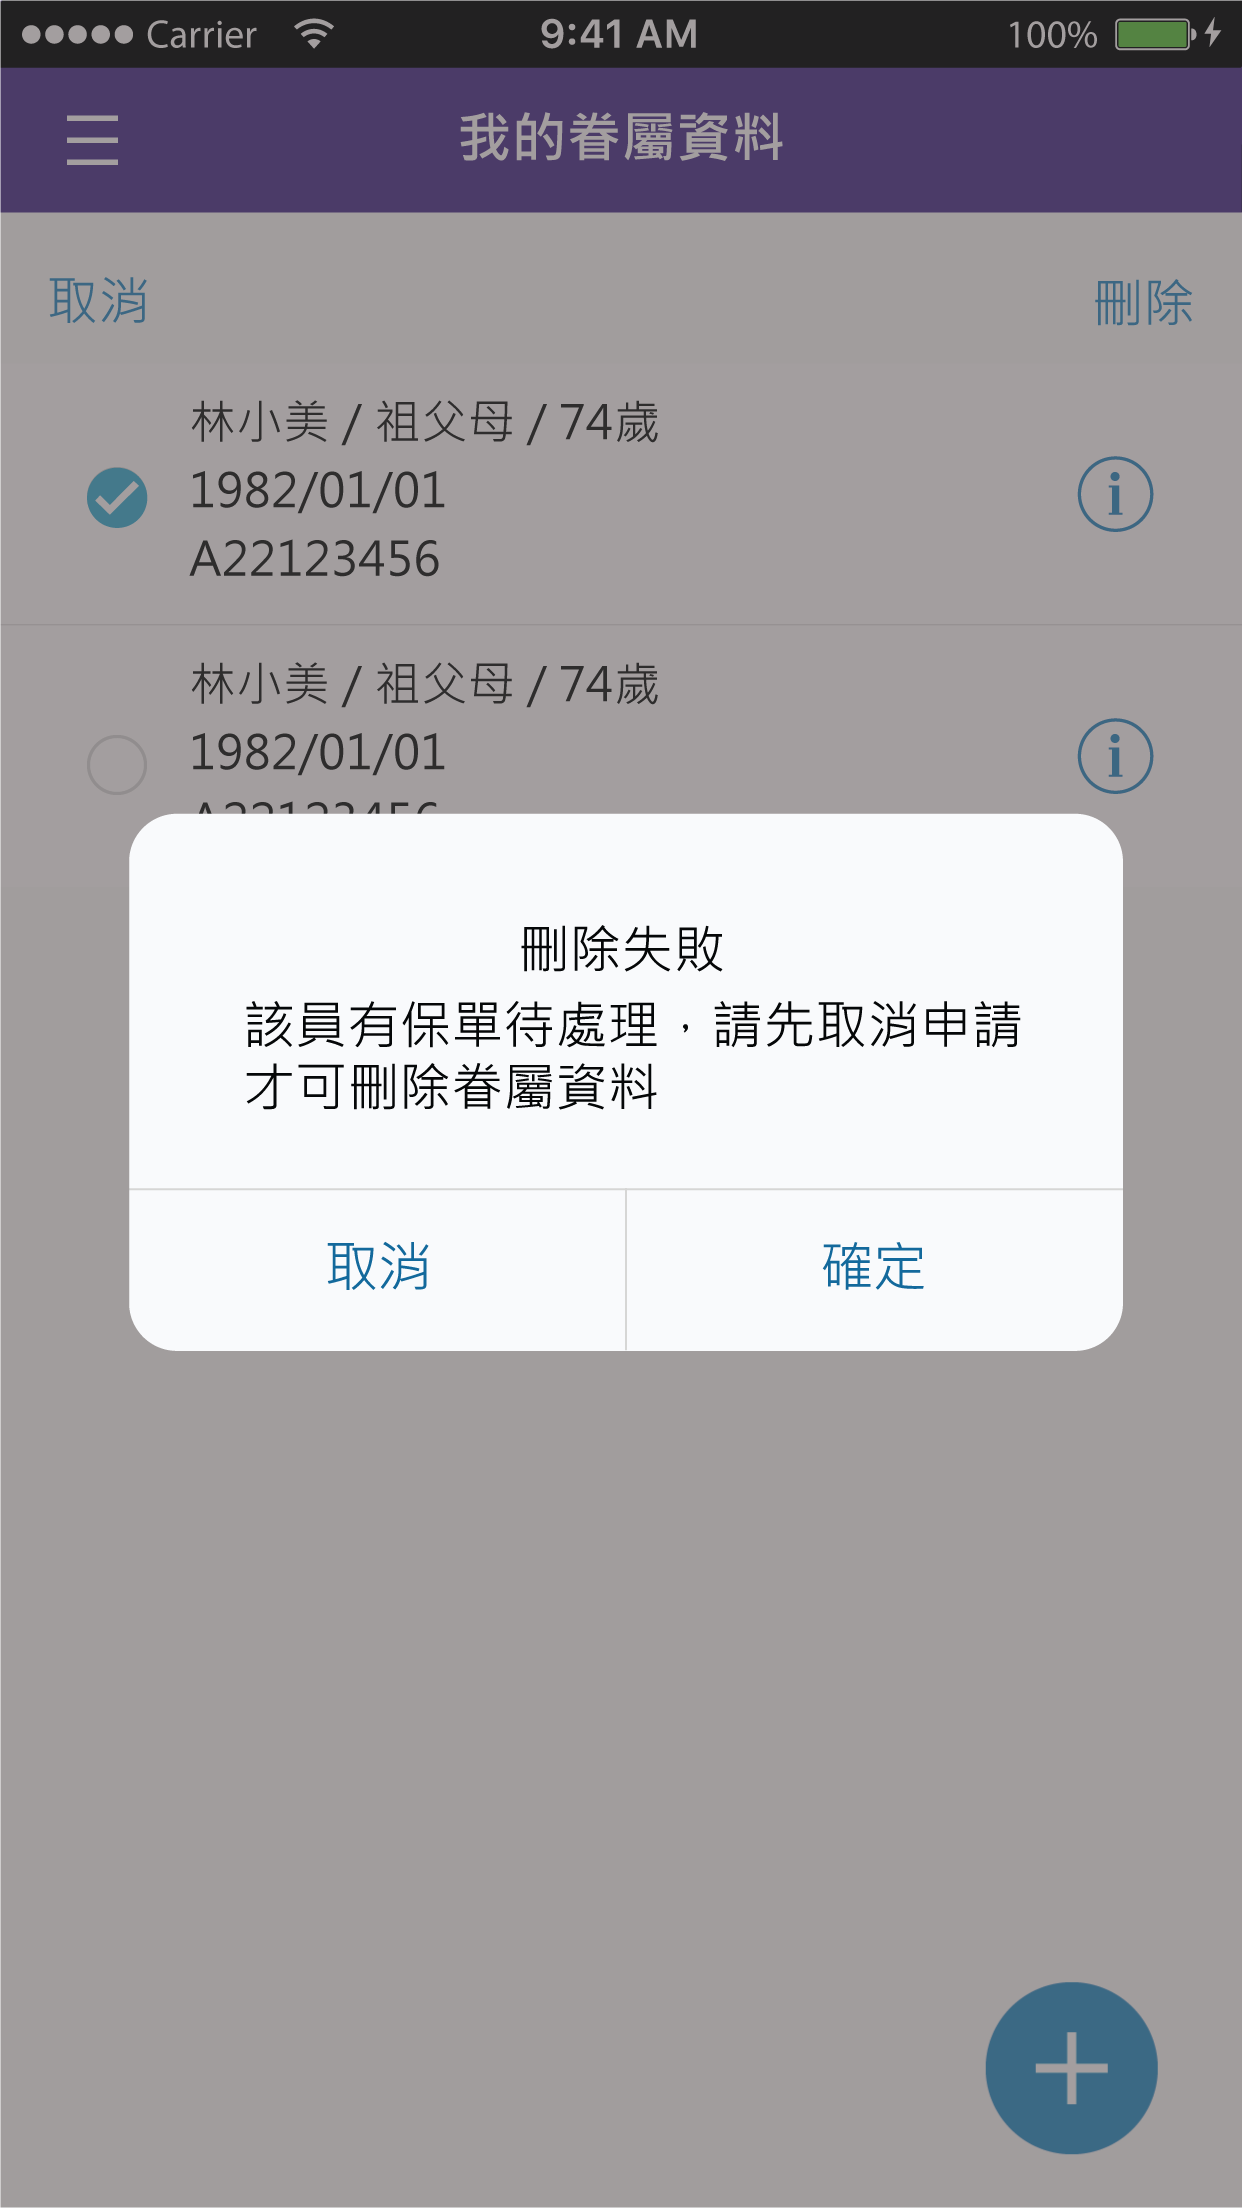 Carrier 9:41 AM 100%
我的眷屬資料
取消 刪除
林小美 / 祖父母 / 74歲
1982/01/01
A22123456
林小美 / 祖父母 / 74歲
1982/01/01
A22123456
刪除失敗
該員有保單待處理，請先取消申請
才可刪除眷屬資料
取消 確定